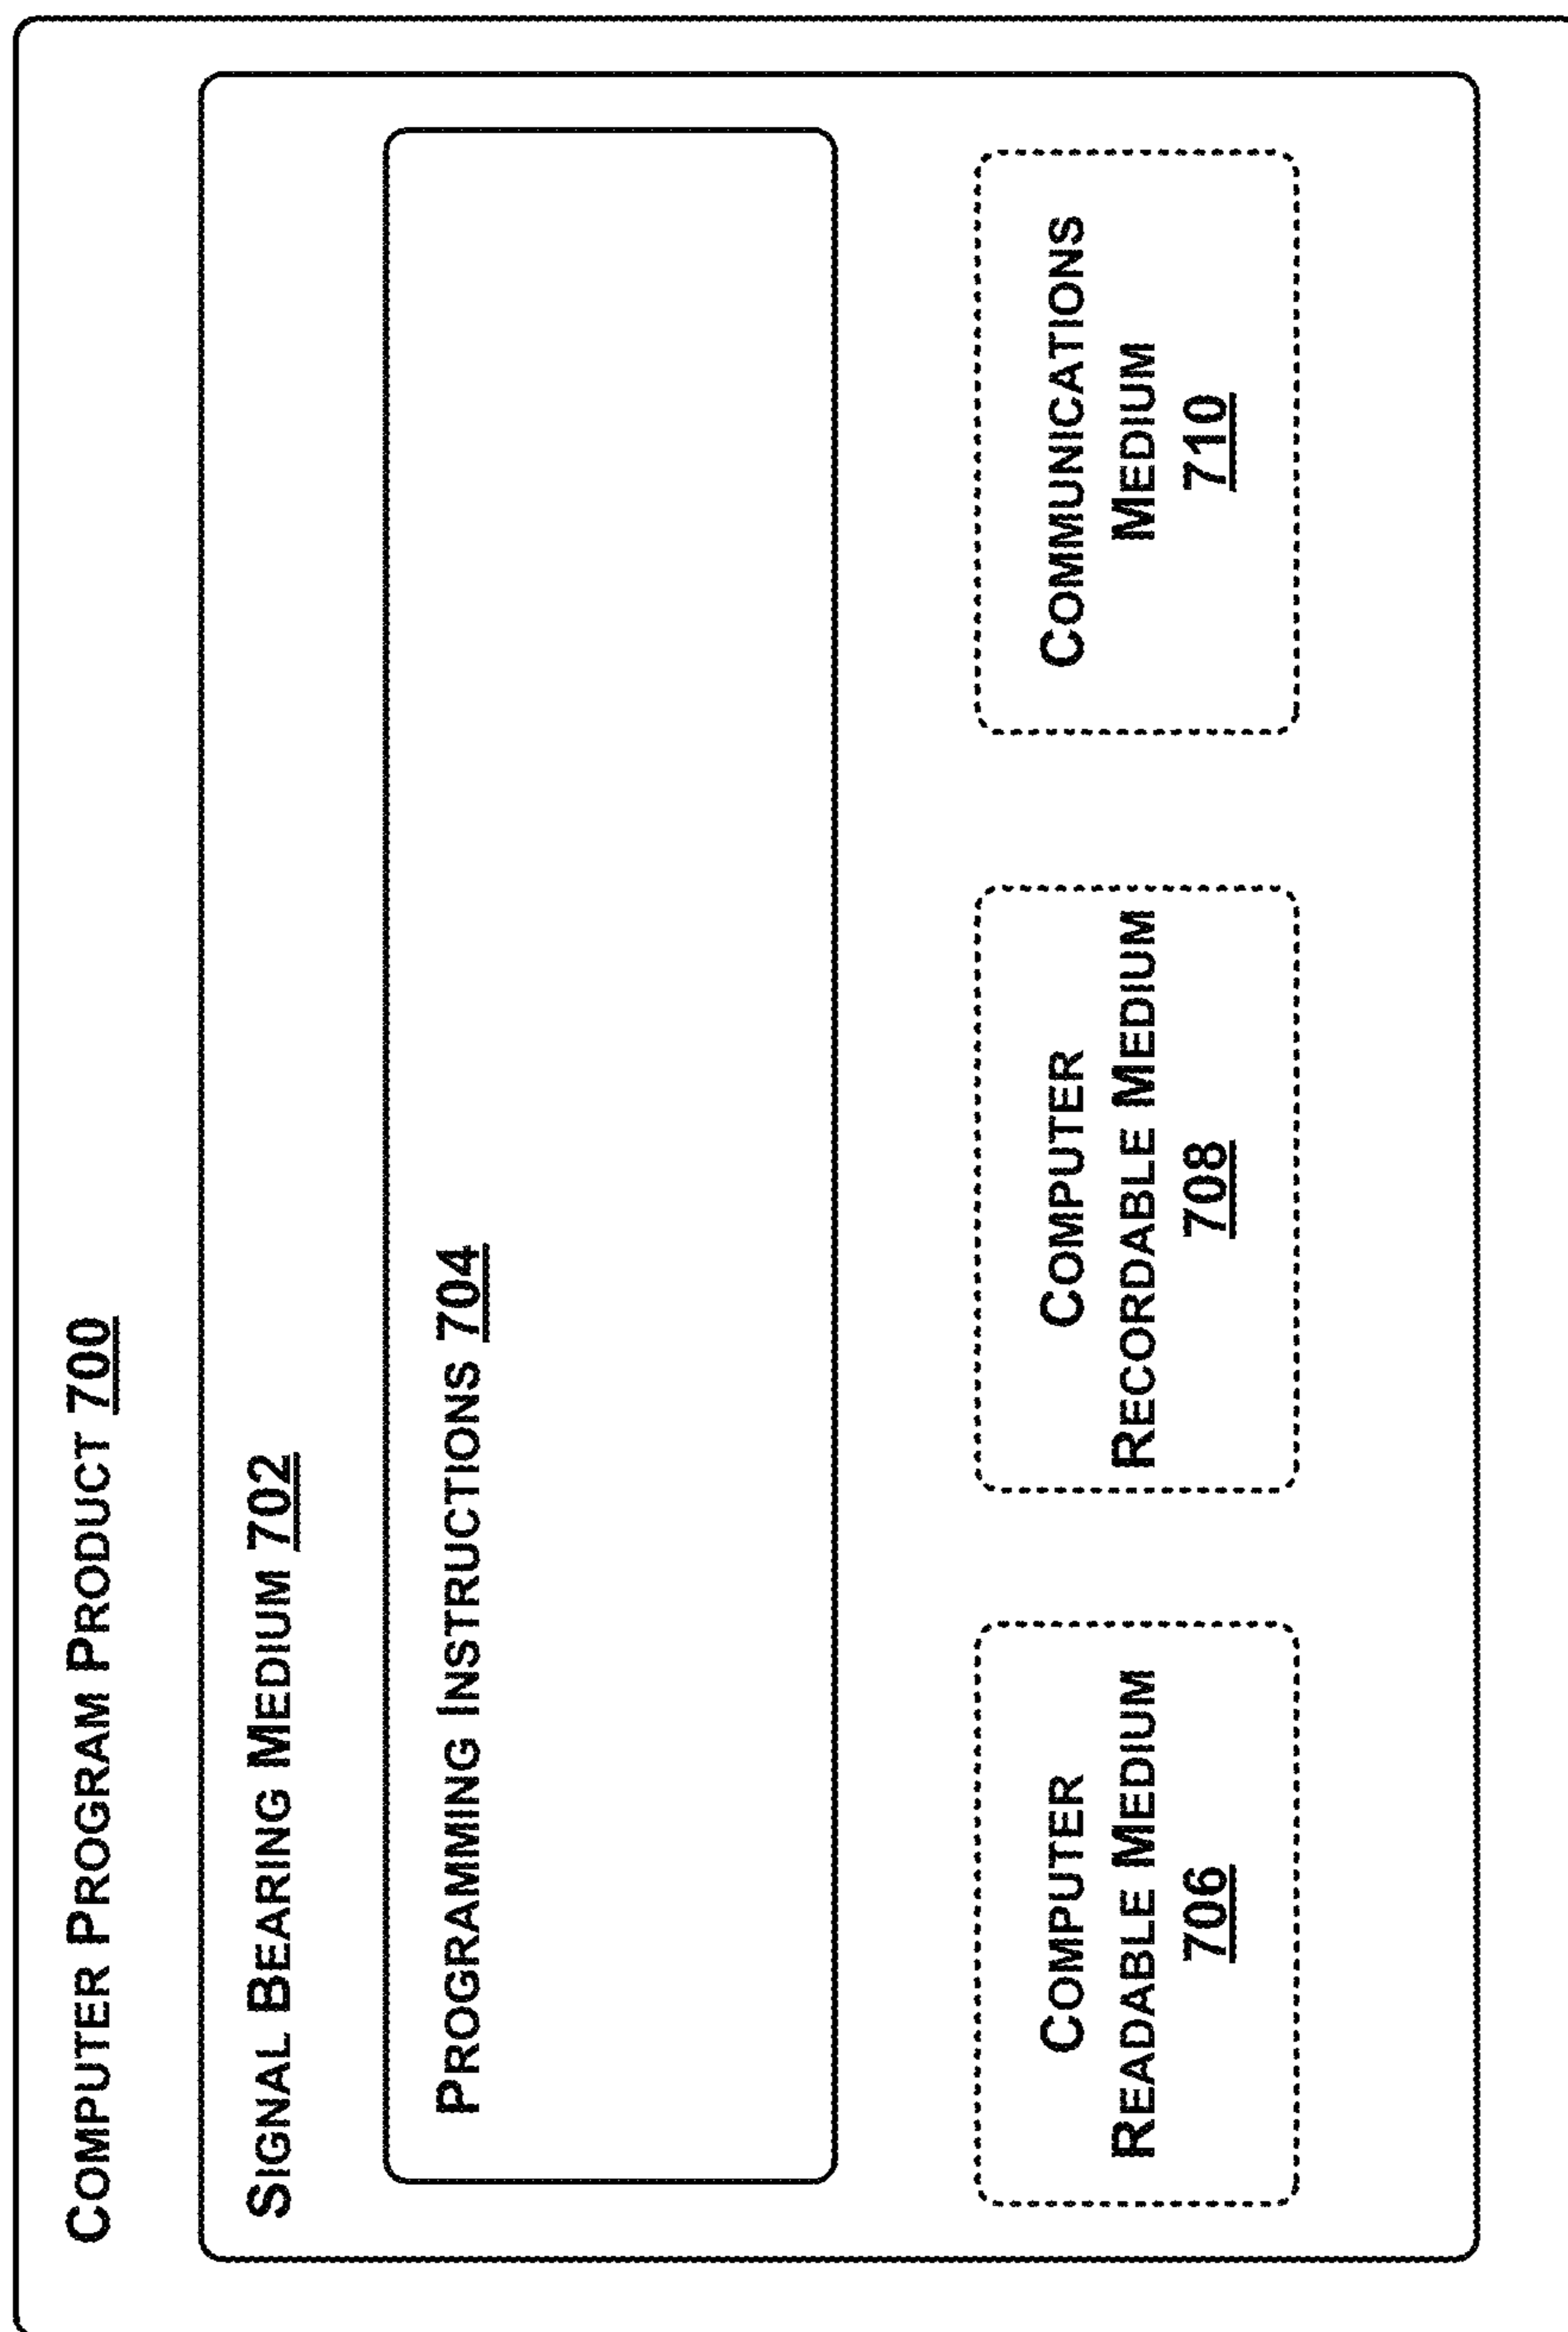 COMPUTER PROGRAM PRODUCT 700
SIGNAL BEARING MEDIUM 702
PROGRAMMING INSTRUCTIONS 704
COMPUTER
READABLE MEDIUM
706
COMPUTER
RECORDABLE MEDIUM
708
COMMUNICATIONS
MEDIUM
710